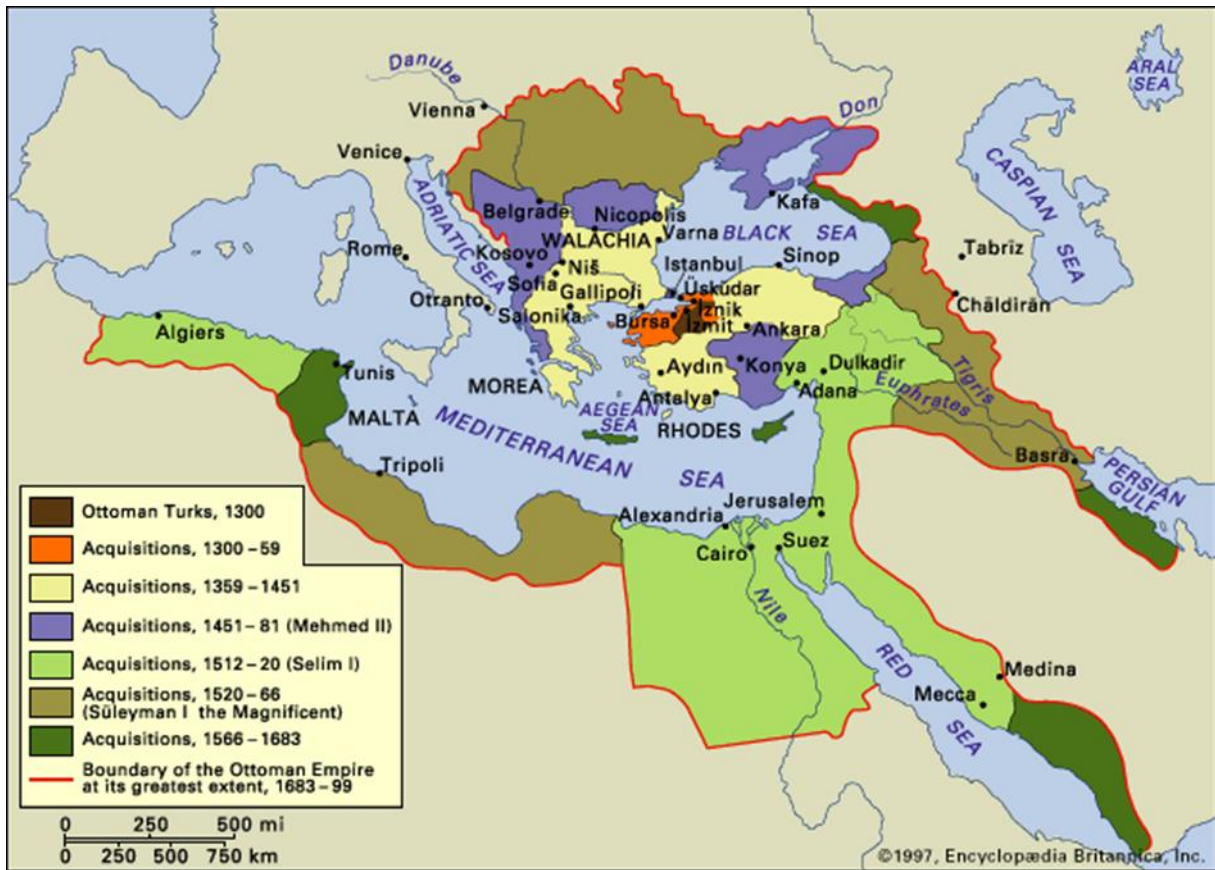 Danube
Vienna
Venice
ADRIATIC SEA
Belgrade
Nicopolis
WALACHIA
Varna
BLACK SEA
Don
Kafa
ARAL
SEA
CASPIAN
SEA
Rome
Kosovo
Niš
Sofia
Istanbul
Sinop
Tabrīz
Otranto
Salonika
Gallipoli
Üsküdar
İznik
Bursa
İzmit
Ankara
Chāldirān
Algiers
Tunis
MOREA
Aydın
Konya
Dulkadir
Adana
Tigris
Euphrates
Antalya
AEGEAN
SEA
MALTA
RHODES
MEDITERRANEAN SEA
Tripoli
Basra
PERSIAN
GULF
Jerusalem
Alexandria
Cairo
Suez
Nile
RED
SEA
Medina
Mecca
Ottoman Turks, 1300
Acquisitions, 1300–59
Acquisitions, 1359–1451
Acquisitions, 1451–81 (Mehmed II)
Acquisitions, 1512–20 (Selim I)
Acquisitions, 1520–66
(Süleyman I the Magnificent)
Acquisitions, 1566–1683
Boundary of the Ottoman Empire
at its greatest extent, 1683–99
0 250 500 mi
0 250 500 750 km
©1997, Encyclopædia Britannica, Inc.